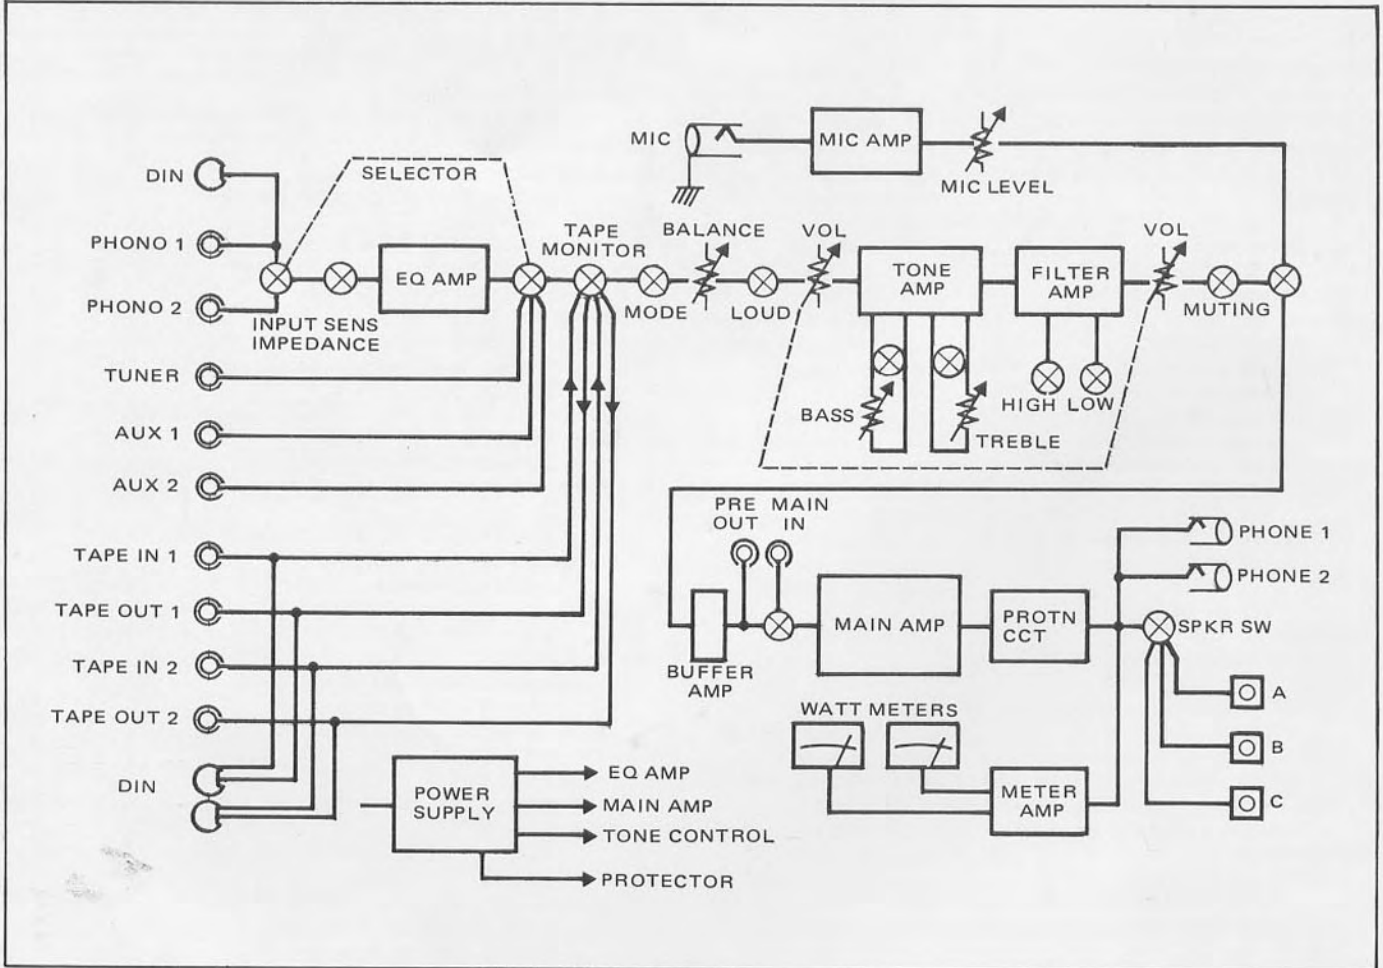 MIC
MIC AMP
MIC LEVEL
DIN
SELECTOR
PHONO 1
PHONO 2
INPUT SENS
IMPEDANCE
EQ AMP
TAPE
MONITOR
MODE
BALANCE
LOUD
VOL
TONE
AMP
FILTER
AMP
VOL
MUTING
BASS
TREBLE
HIGH
LOW
TUNER
AUX 1
AUX 2
TAPE IN 1
TAPE OUT 1
TAPE IN 2
TAPE OUT 2
DIN
PRE
OUT
MAIN
IN
BUFFER
AMP
MAIN AMP
PROTN
CCT
PHONE 1
PHONE 2
SPKR SW
A
B
C
WATT METERS
METER
AMP
POWER
SUPPLY
EQ AMP
MAIN AMP
TONE CONTROL
PROTECTOR